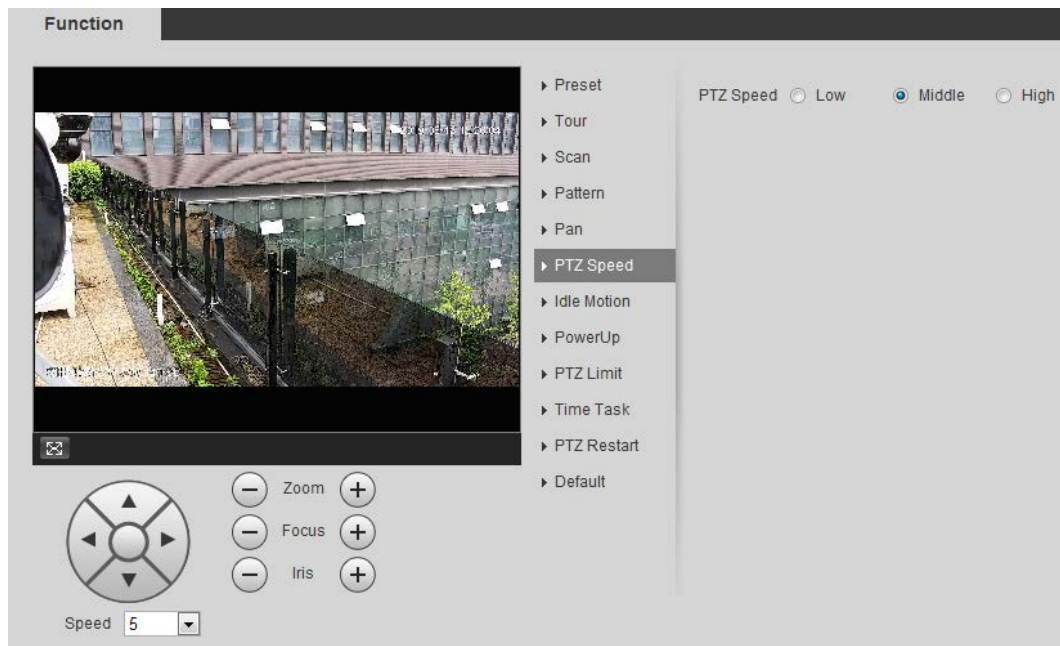 Function
Preset
Tour
Scan
Pattern
Pan
PTZ Speed
Idle Motion
PowerUp
PTZ Limit
Time Task
PTZ Restart
Default
PTZ Speed Low Middle High
Zoom
Focus
Iris
Speed 5